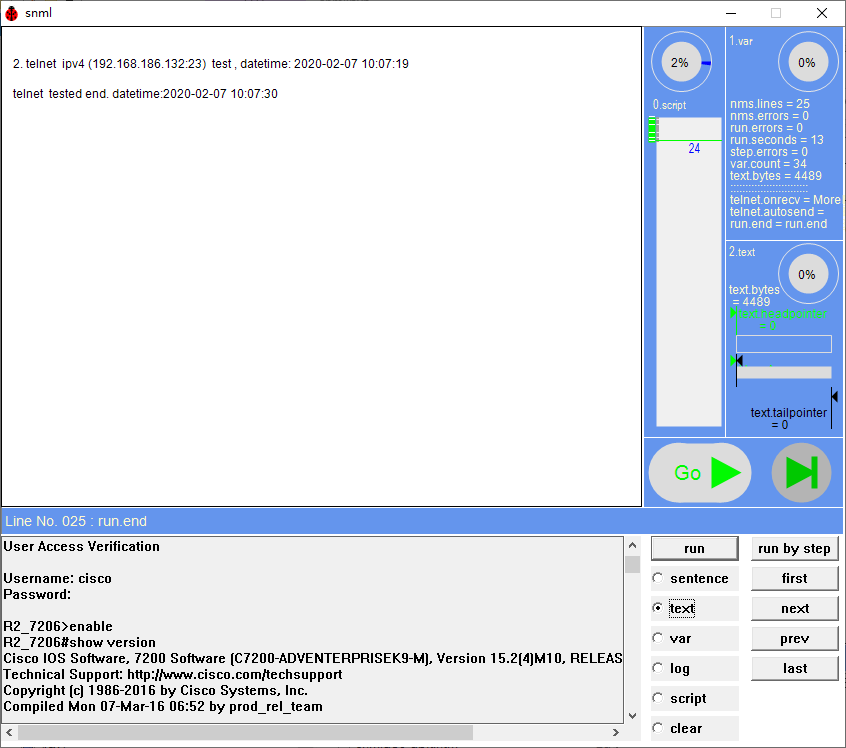 snml
2. telnet ipv4 (192.168.186.132:23) test , datetime: 2020-02-07 10:07:19
telnet tested end. datetime:2020-02-07 10:07:30
2%
0.script
24
1.var
0%
nms.lines = 25
nms.errors = 0
run.errors = 0
run.seconds = 13
step.errors = 0
var.count = 34
text.bytes = 4489
::::::::::::::::::::::::::
telnet.onrecv = More
telnet.autosend =
run.end = run.end
2.text
0%
text.bytes
= 4489
text.headpointer
= 0
text.tailpointer
= 0
Go
Line No. 025 : run.end
User Access Verification
Username: cisco
Password:
R2_7206>enable
R2_7206#show version
Cisco IOS Software, 7200 Software (C7200-ADVENTERPRISEK9-M), Version 15.2(4)M10, RELEAS
Technical Support: http://www.cisco.com/techsupport
Copyright (c) 1986-2016 by Cisco Systems, Inc.
Compiled Mon 07-Mar-16 06:52 by prod_rel_team
run
run by step
sentence
first
text
next
var
prev
log
last
script
clear